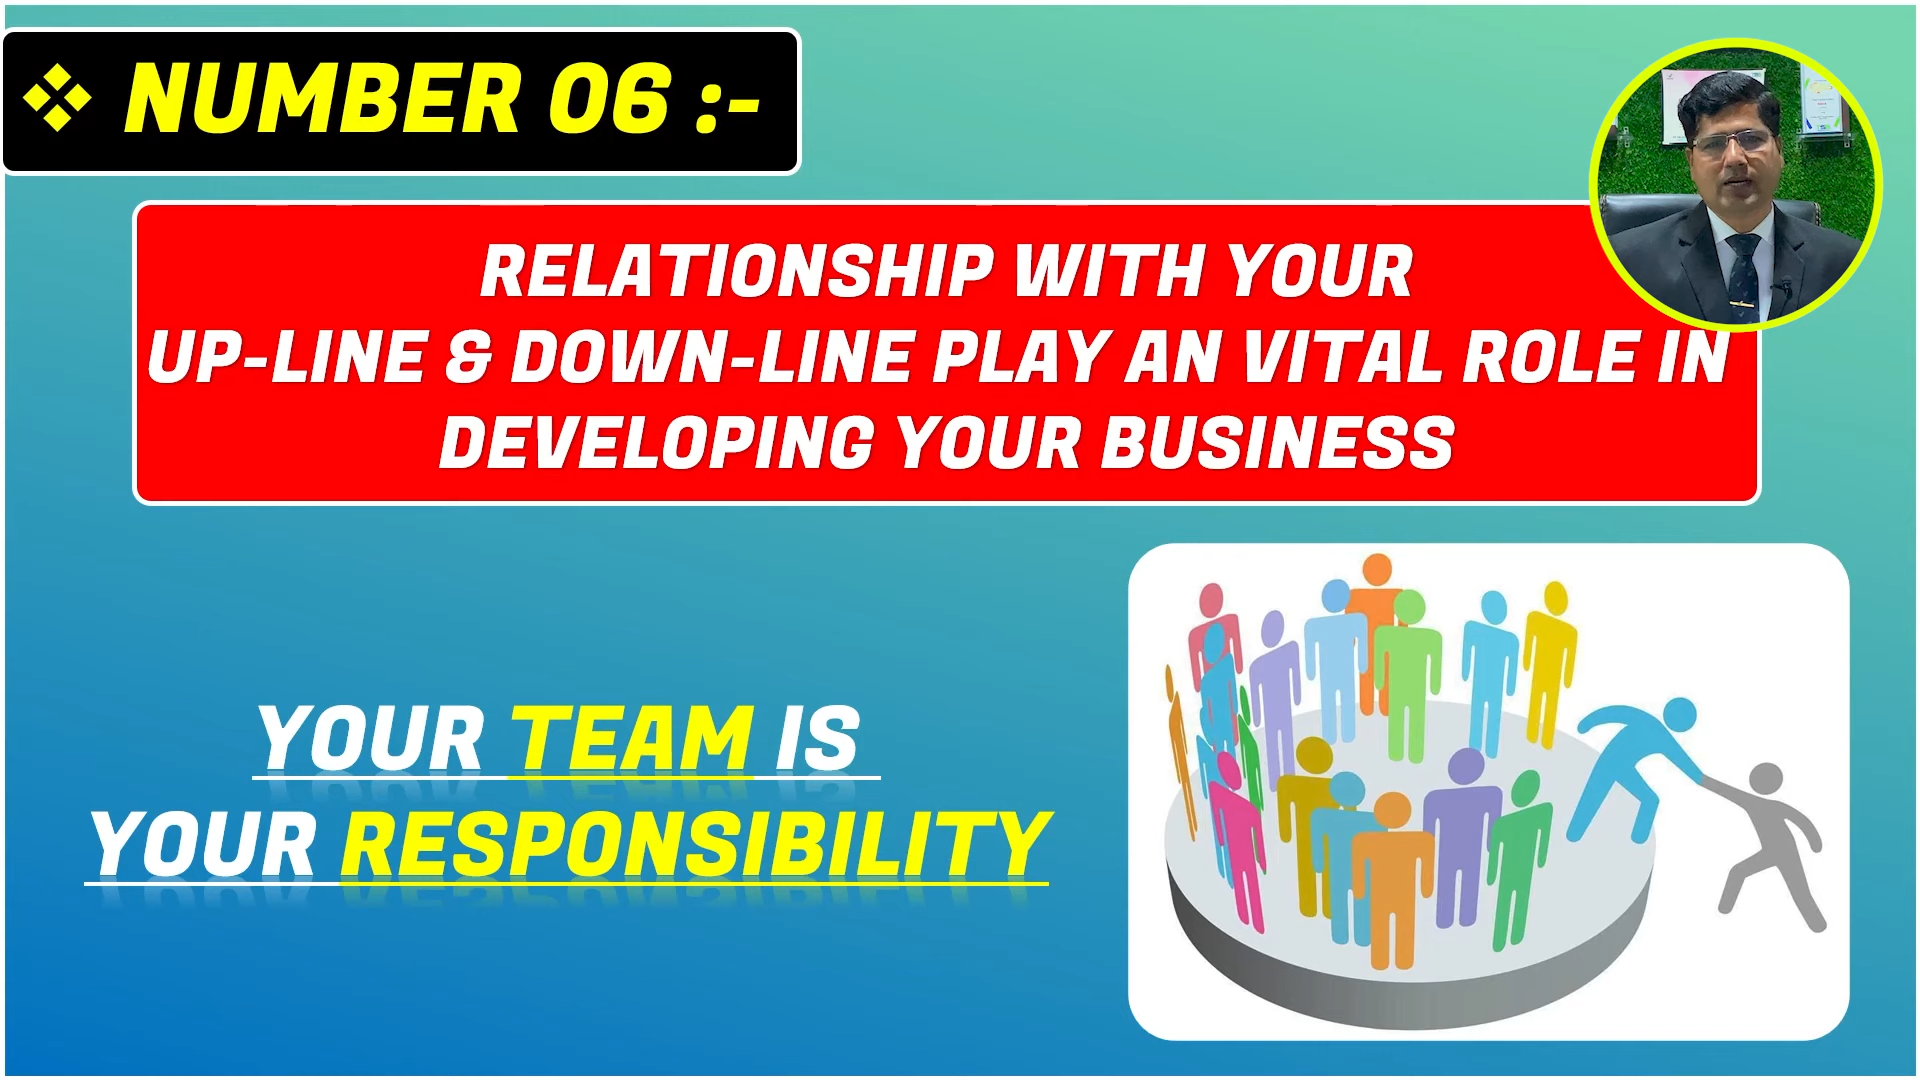 ❖ NUMBER 06 :-
RELATIONSHIP WITH YOUR
UP-LINE & DOWN-LINE PLAY AN VITAL ROLE IN
DEVELOPING YOUR BUSINESS
YOUR TEAM IS
YOUR RESPONSIBILITY